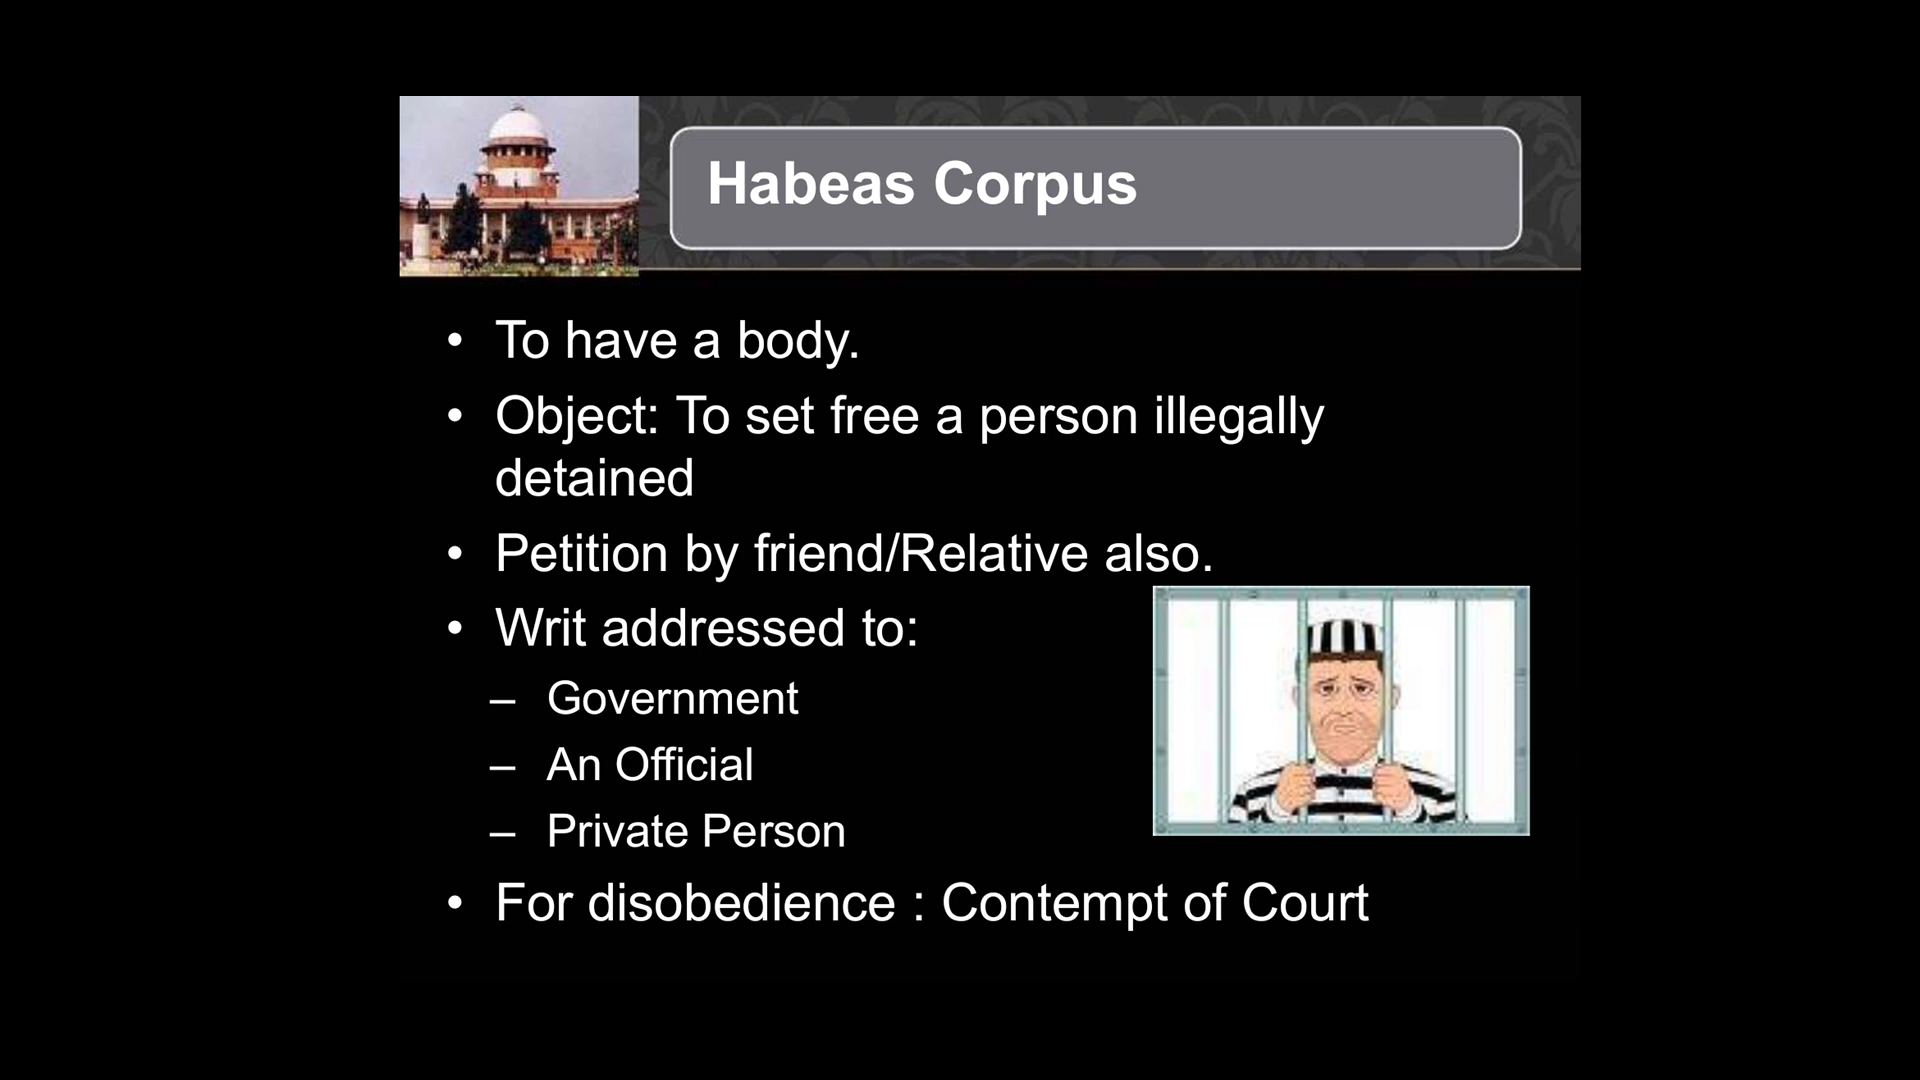 Habeas Corpus
• To have a body.
• Object: To set free a person illegally
detained
• Petition by friend/Relative also.
• Writ addressed to:
– Government
– An Official
– Private Person
• For disobedience : Contempt of Court